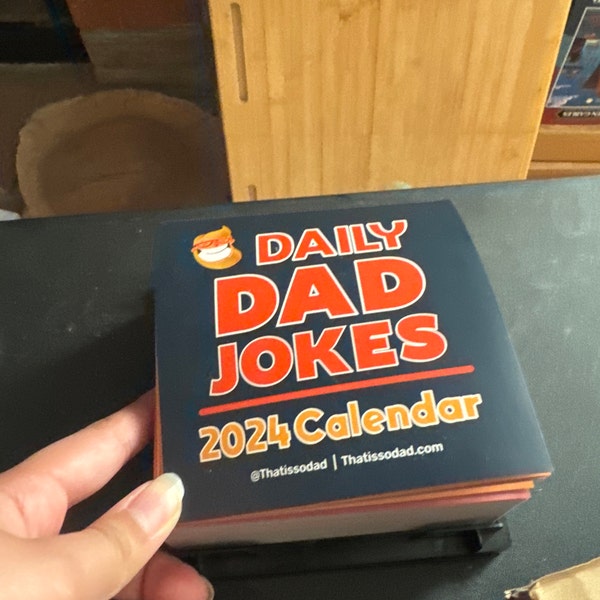 DAILY
DAD
JOKES
2024 Calendar
@Thatissodad | Thatissodad.com